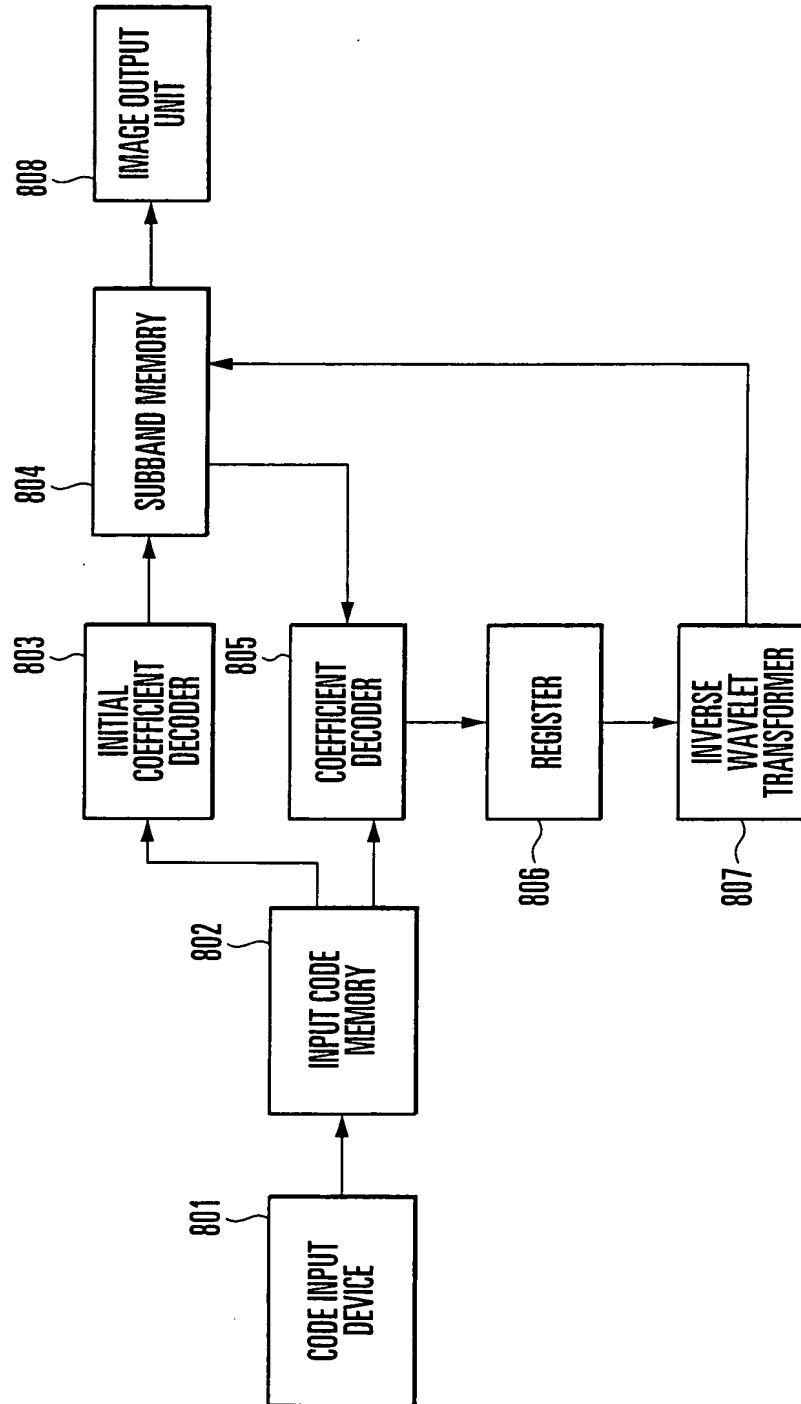 801
CODE INPUT
DEVICE
802
INPUT CODE
MEMORY
803
INITIAL
COEFFICIENT
DECODER
804
SUBBAND MEMORY
805
COEFFICIENT
DECODER
806
REGISTER
807
INVERSE
WAVELET
TRANSFORMER
808
IMAGE OUTPUT
UNIT